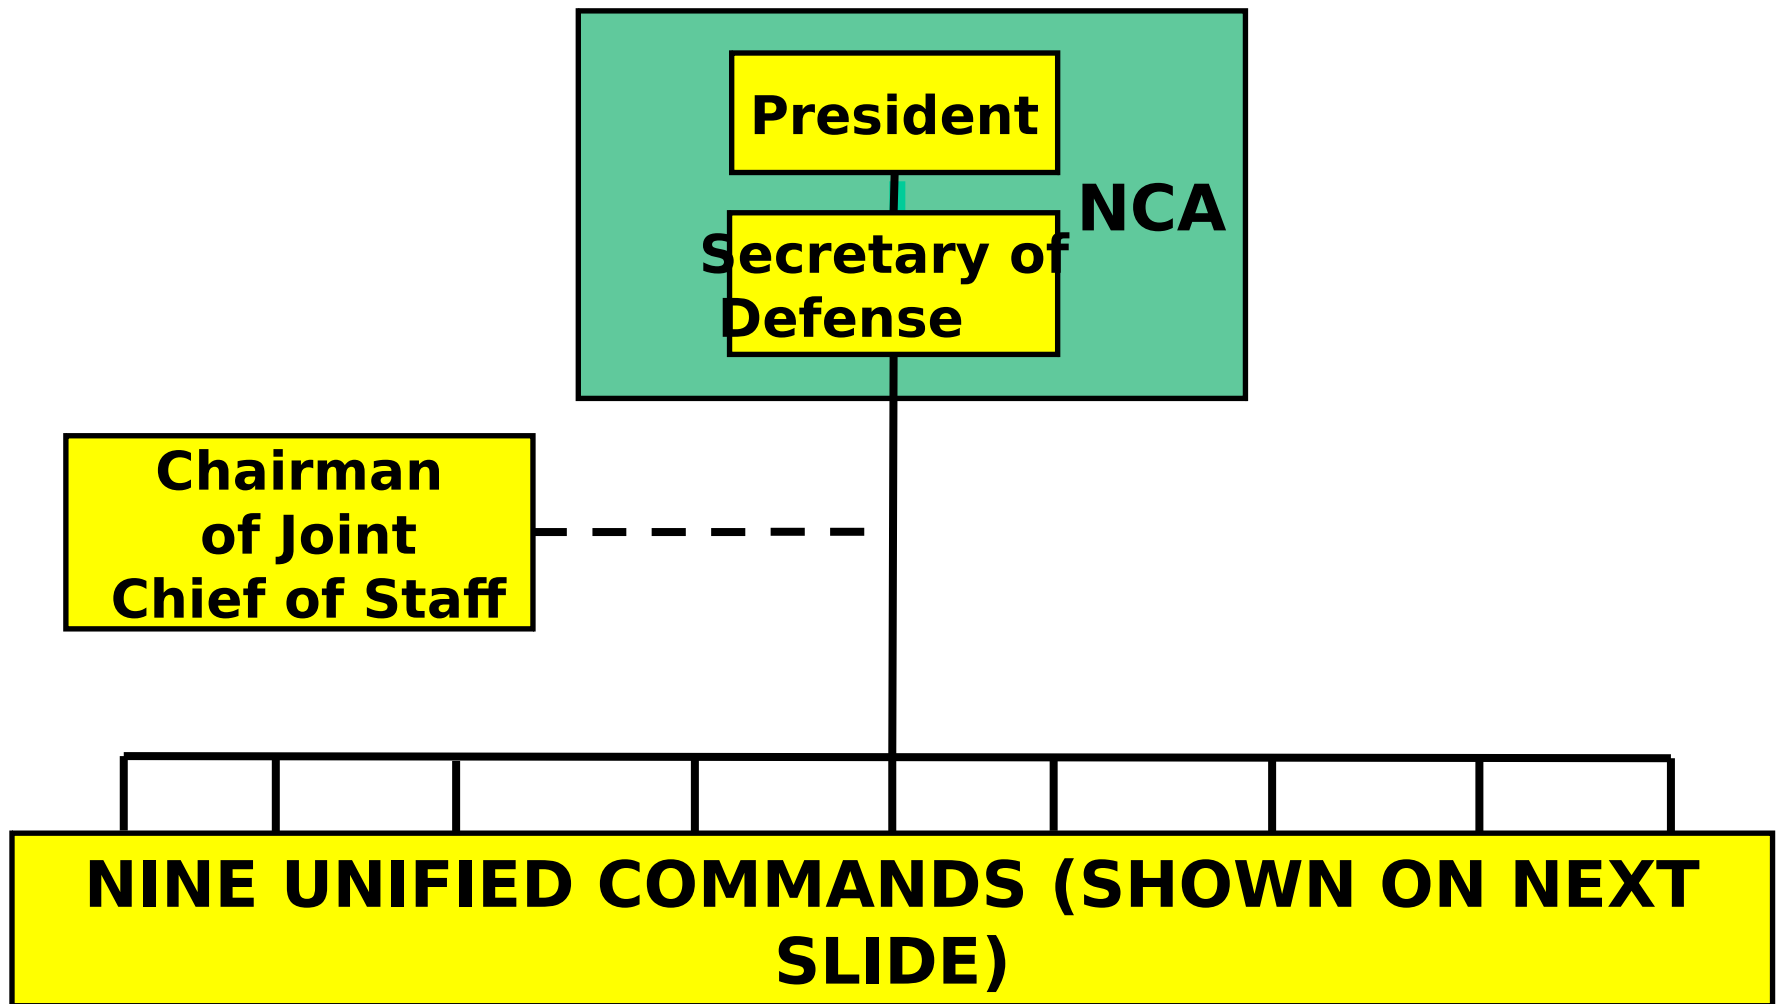 President
NCA
Secretary of
Defense
Chairman
of Joint
Chief of Staff
NINE UNIFIED COMMANDS (SHOWN ON NEXT
SLIDE)